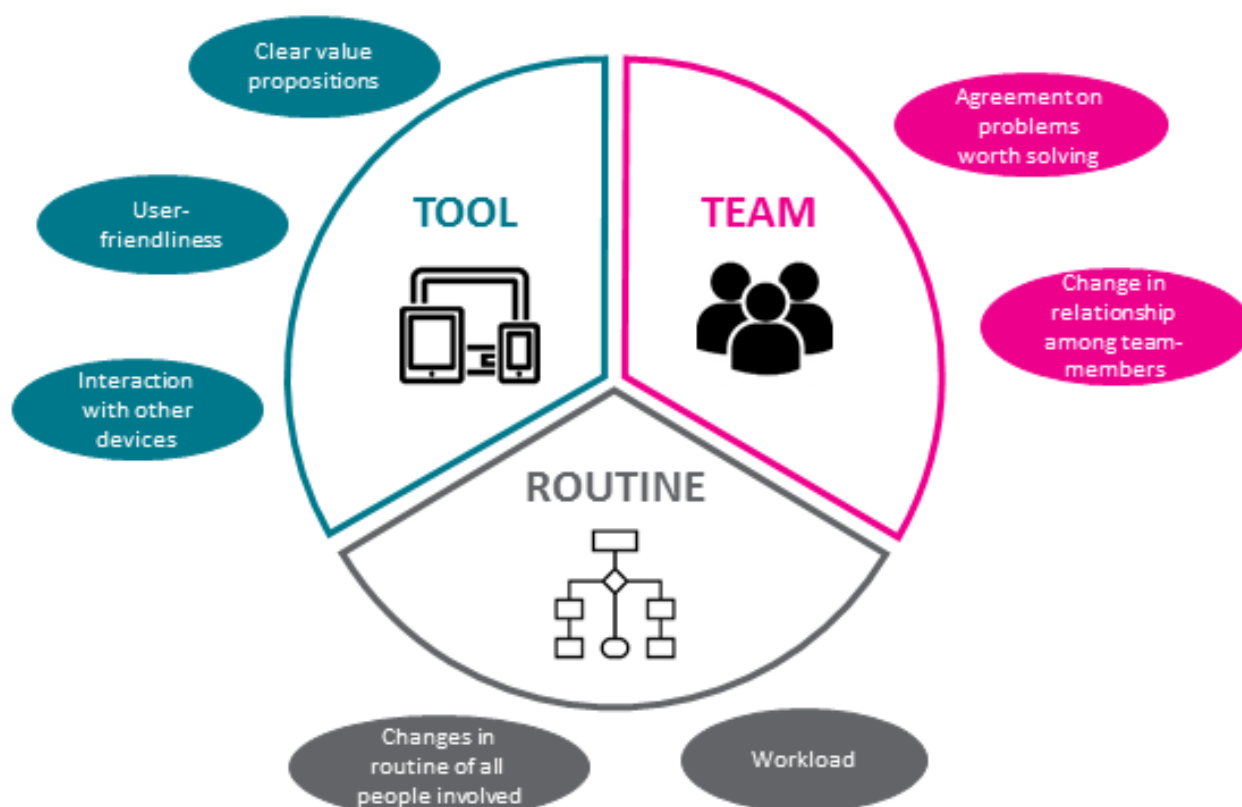 Clear value
propositions
User-
friendliness
Interaction
with other
devices
TOOL
TEAM
Agreement on
problems
worth solving
Change in
relationship
among team-
members
ROUTINE
Changes in
routine of all
people involved
Workload